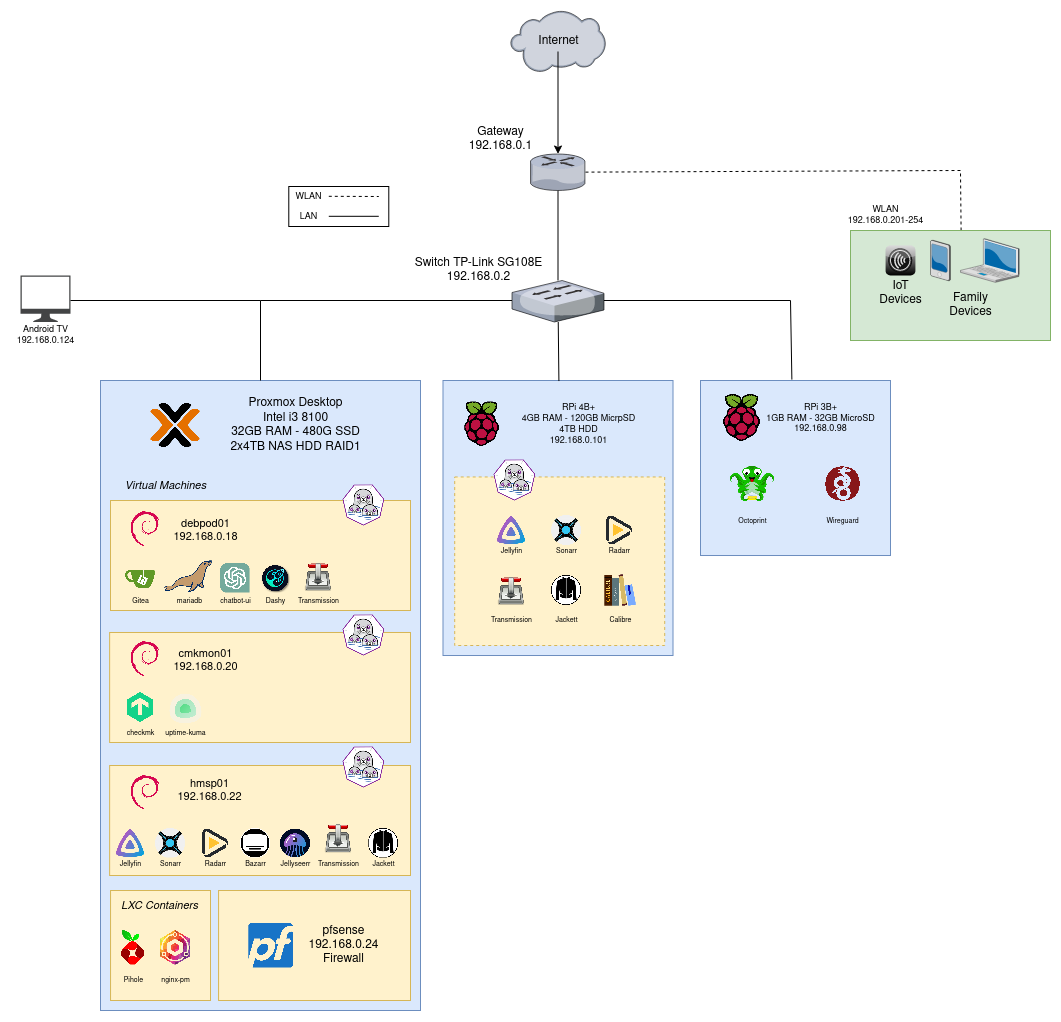 Internet
Gateway
192.168.0.1
WLAN
LAN
WLAN
192.168.0.201-254
IoT
Devices
Family
Devices
Switch TP-Link SG108E
192.168.0.2
Android TV
192.168.0.124
Proxmox Desktop
Intel i3 8100
32GB RAM - 480G SSD
2x4TB NAS HDD RAID1
Virtual Machines
debpod01
192.168.0.18
Gitea
mariadb
chatbot-ui
Dashy
Transmission
cmkmon01
192.168.0.20
checkmk
uptime-kuma
hmsp01
192.168.0.22
Jellyfin
Sonarr
Radarr
Bazarr
Jellyseerr
Transmission
Jackett
LXC Containers
Pihole
nginx-pm
pf
pfsense
192.168.0.24
Firewall
RPi 4B+
4GB RAM - 120GB MicrpSD
4TB HDD
192.168.0.101
Jellyfin
Sonarr
Radarr
Transmission
Jackett
Calibre
RPi 3B+
1GB RAM - 32GB MicroSD
192.168.0.98
Octoprint
Wireguard